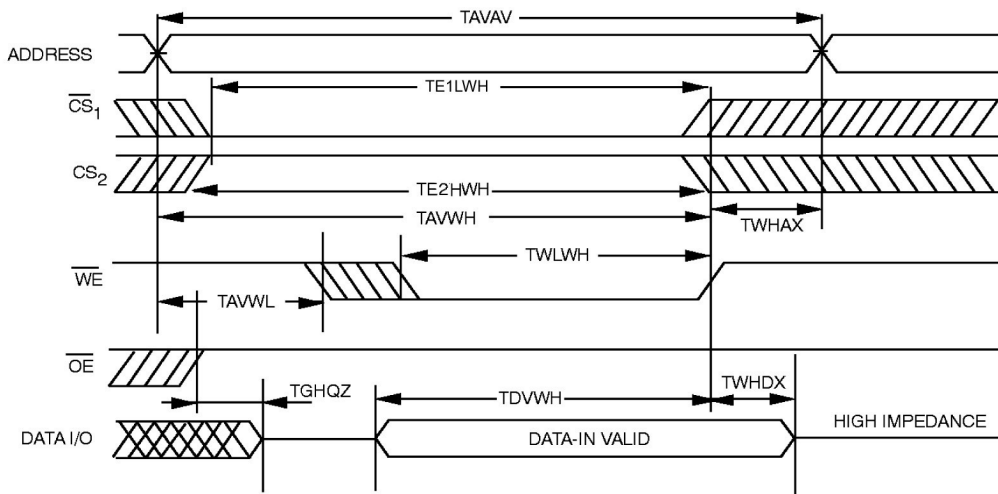 TAVAV
ADDRESS
TE1LWH
CS1
CS2
TE2HWH
TAVWH
TWHAX
TWLWH
WE
TAVWL
OE
TGHQZ
TDVWH
TWHDX
HIGH IMPEDANCE
DATA I/O
DATA-IN VALID